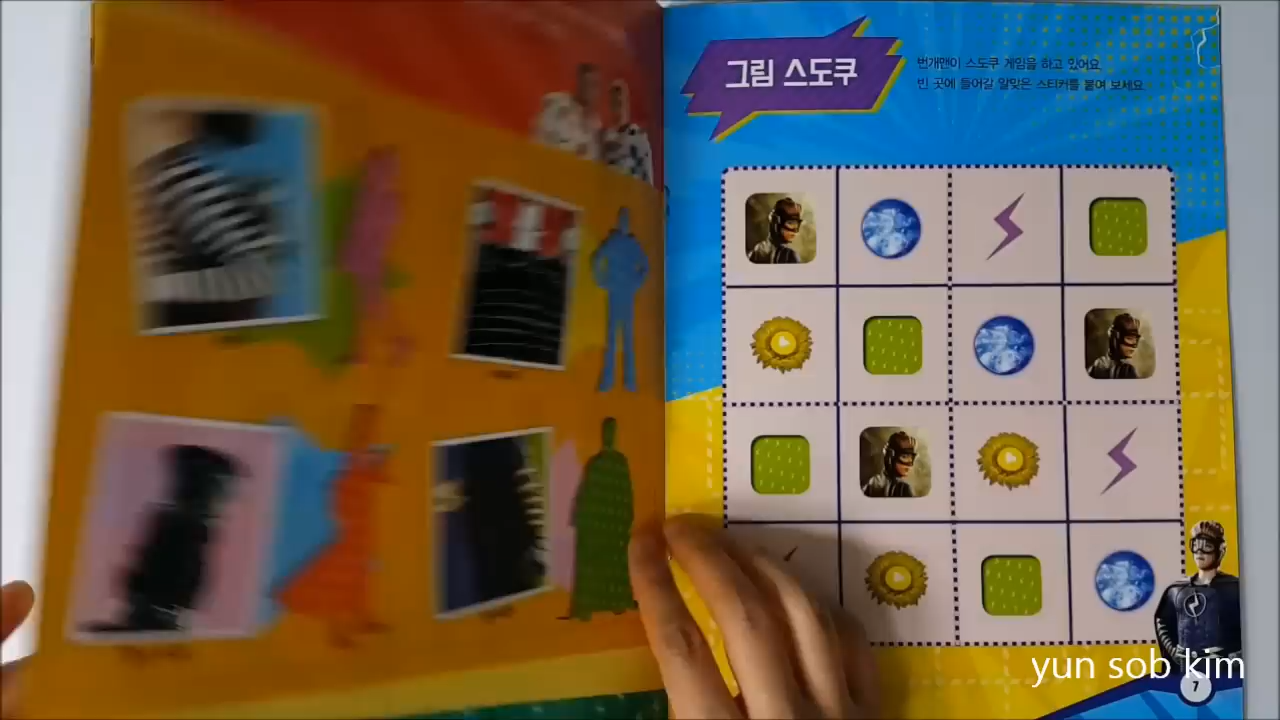 그림 스도쿠
번개맨이 스도쿠 게임을 하고 있어요.
빈 곳에 들어갈 알맞은 스티커를 붙여 보세요.
yun sob kim
7